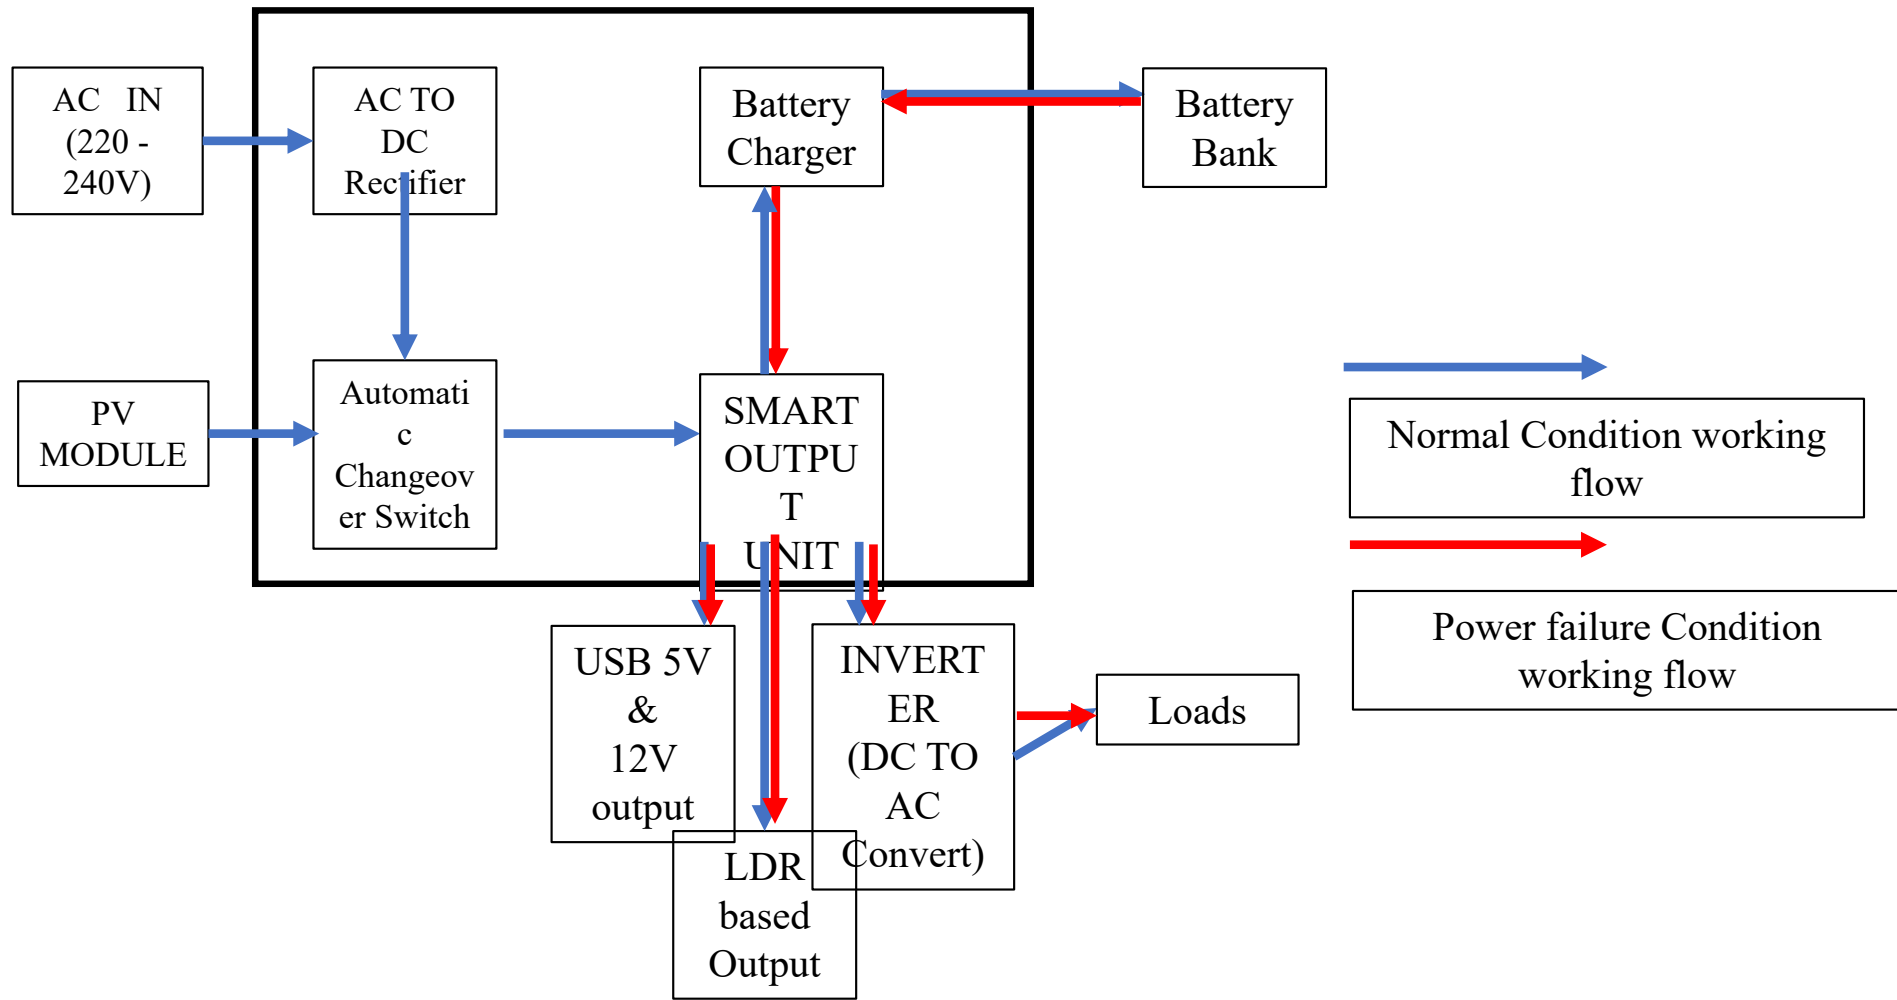 AC IN
(220 -
240V)
AC TO
DC
Rectifier
Battery
Charger
Battery
Bank
PV
MODULE
Automati
c
Changeov
er Switch
SMART
OUTPU
T
UNIT
Normal Condition working
flow
Power failure Condition
working flow
USB 5V
&
12V
output
INVERT
ER
(DC TO
AC
Convert)
Loads
LDR
based
Output